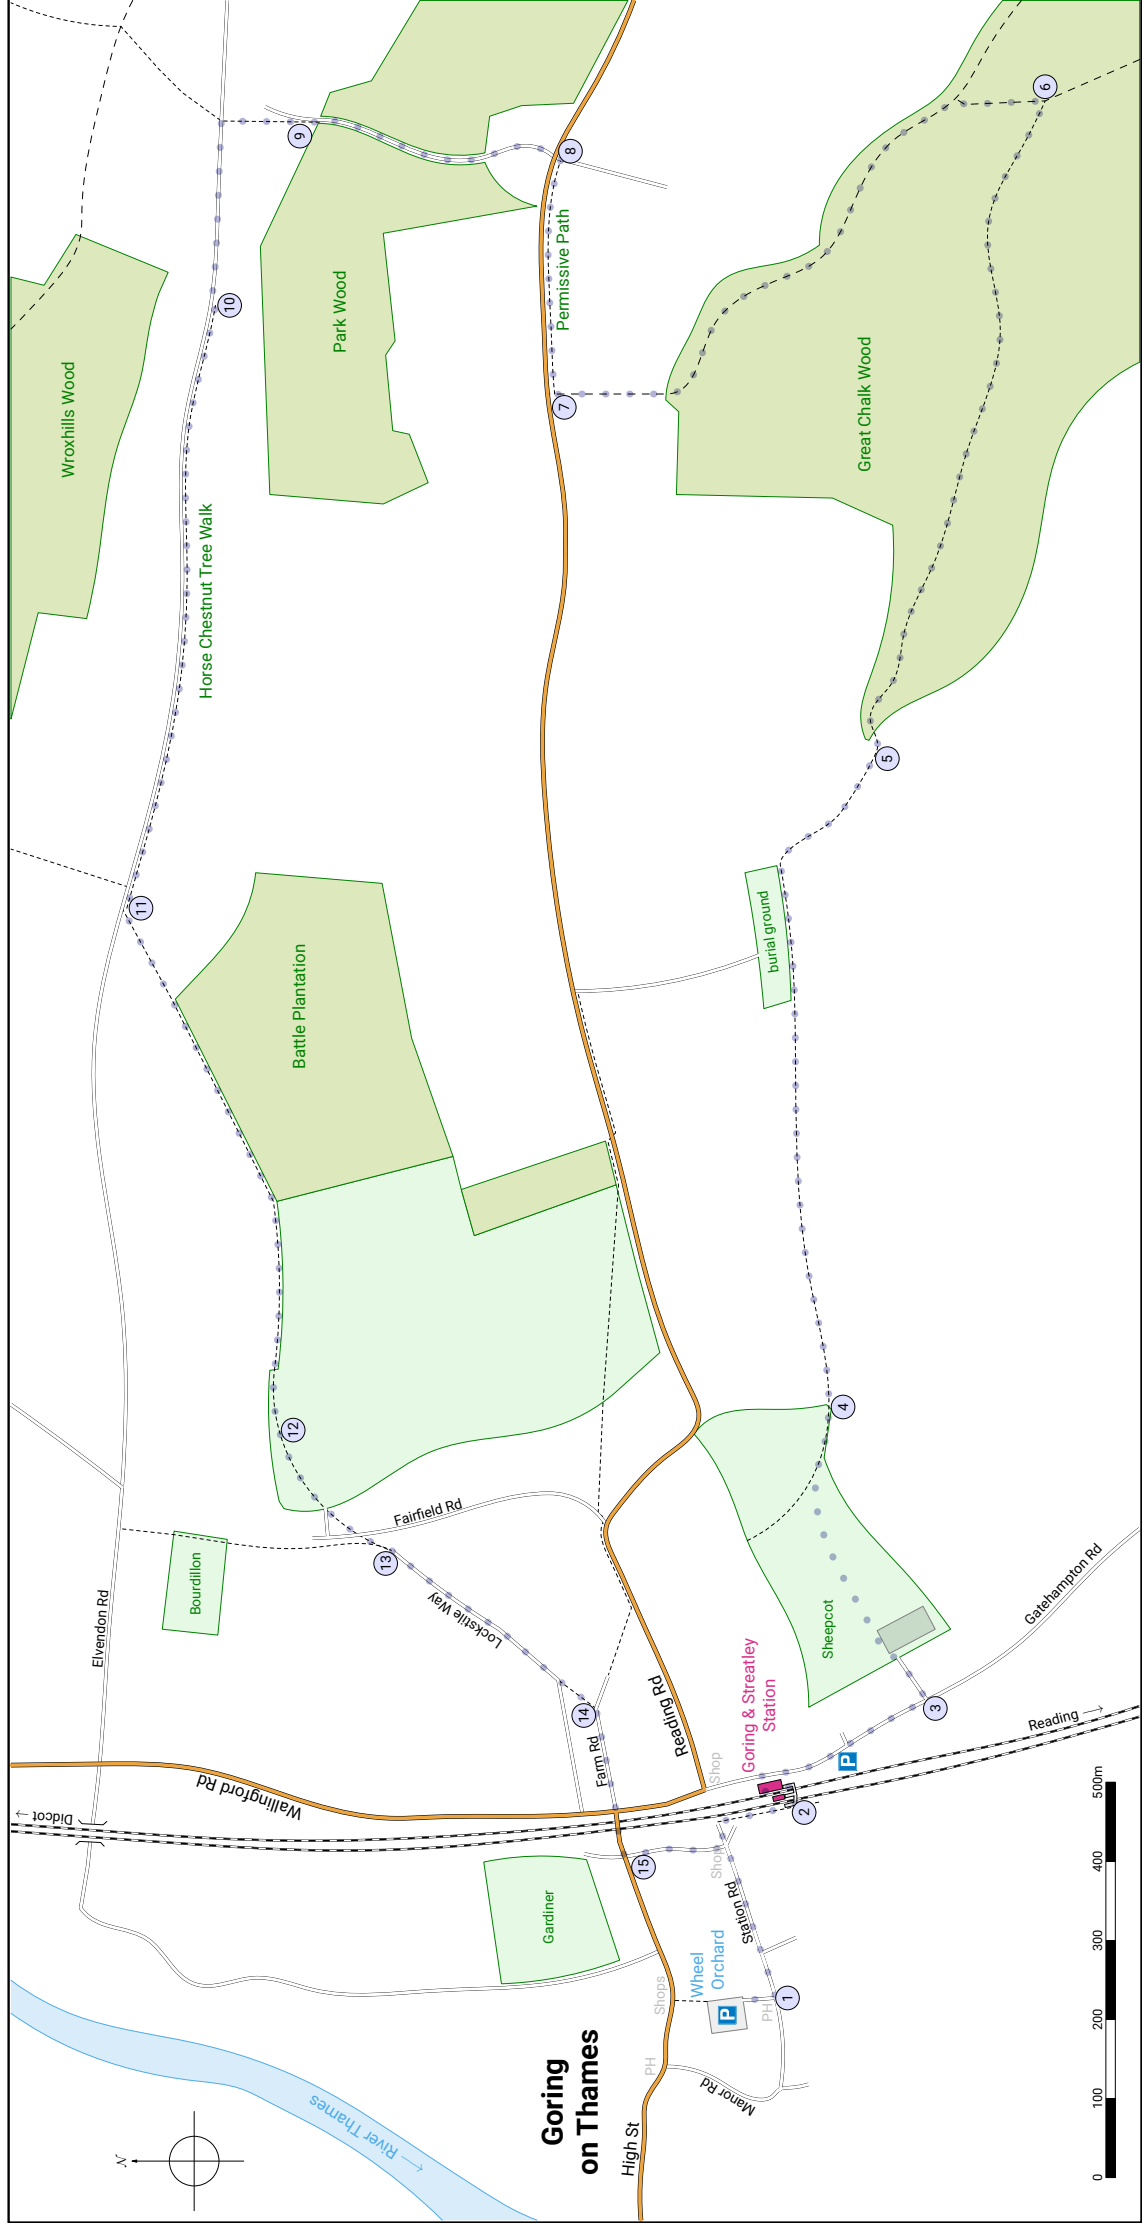 Goring
on Thames
High St
Manor Rd
PH
PH
Shops
Wheel
Orchard
P
Station Rd
Shop
Shop
Gardiner
River Thames
N
Didcot
Reading
Wallingford Rd
Reading Rd
Farm Rd
Lockstile Way
Fairfield Rd
Elvendon Rd
Bourdillon
Goring & Streatley
Station
P
Sheepcot
Gatehampton Rd
burial ground
Battle Plantation
Horse Chestnut Tree Walk
Wroxhills Wood
Park Wood
Permissive Path
Great Chalk Wood
1
2
3
4
5
6
7
8
9
10
11
12
13
14
15
0 100 200 300 400 500m